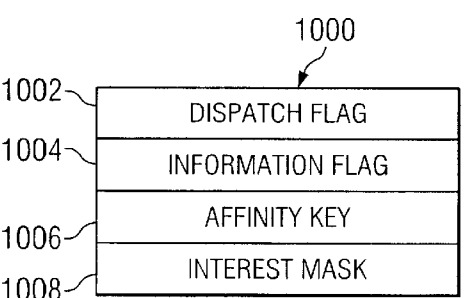 1000
1002 DISPATCH FLAG
1004 INFORMATION FLAG
1006 AFFINITY KEY
1008 INTEREST MASK